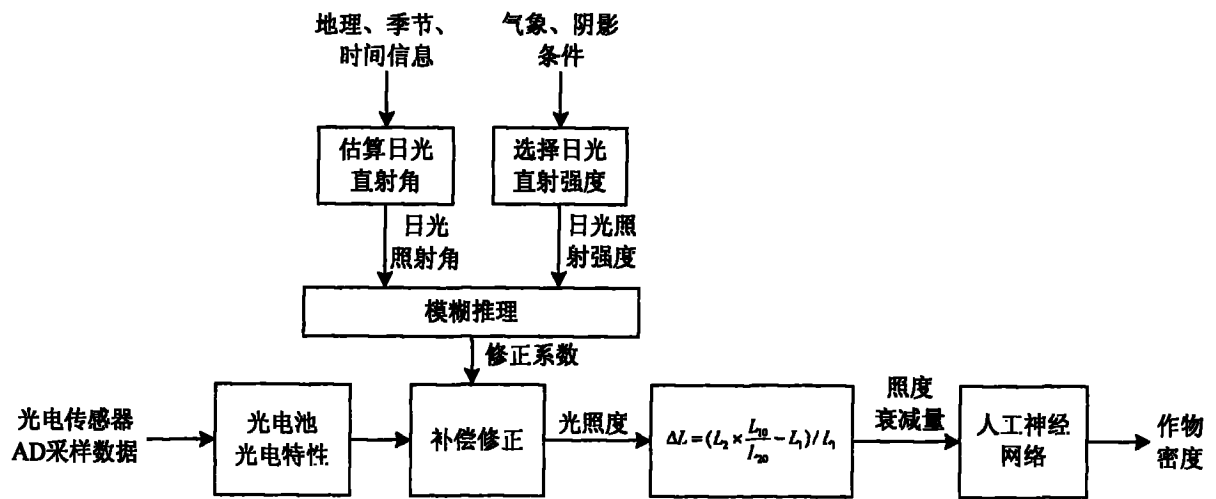 地理、季节、
时间信息
气象、阴影
条件
估算日光
直射角
选择日光
直射强度
日光
照射角
日光照
射强度
模糊推理
修正系数
光电传感器
AD采样数据
光电池
光电特性
补偿修正
光照度
ΔL=(L₂×L₁₀/L₂₀−L₁)/L₁
照度
衰减量
人工神经
网络
作物
密度